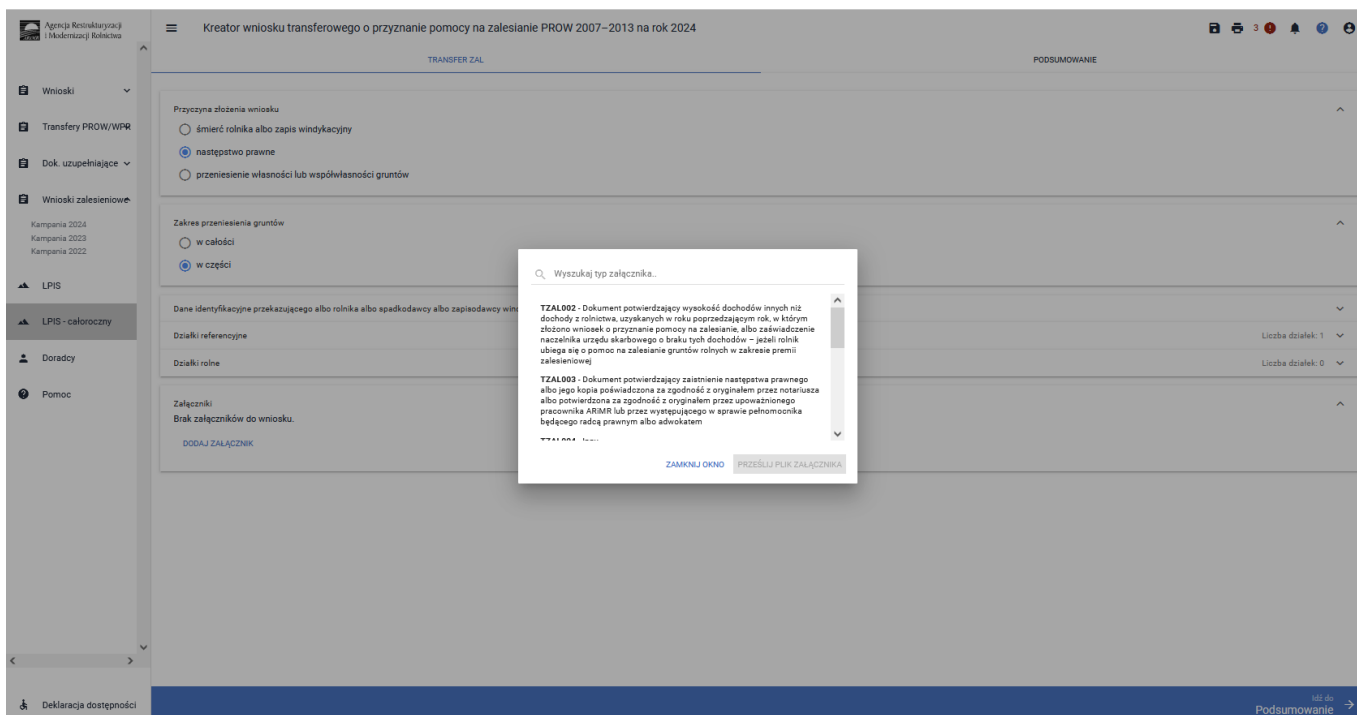 Agencja Restrukturyzacji
i Modernizacji Rolnictwa
Kreator wniosku transferowego o przyznanie pomocy na zalesianie PROW 2007–2013 na rok 2024
3
TRANSFER ZAL
PODSUMOWANIE
Wnioski
Transfery PROW/WPR
Dok. uzupełniające
Wnioski zalesieniowe
Kampania 2024
Kampania 2023
Kampania 2022
LPIS
LPIS - całoroczny
Doradcy
Pomoc
Deklaracja dostępności
Przyczyna złożenia wniosku
śmierć rolnika albo zapis windykacyjny
następstwo prawne
przeniesienie własności lub współwłasności gruntów
Zakres przeniesienia gruntów
w całości
w części
Dane identyfikacyjne przekazującego albo rolnika albo spadkodawcy albo zapisodawcy
Działki referencyjne
Liczba działek: 1
Działki rolne
Liczba działek: 0
Załączniki
Brak załączników do wniosku.
DODAJ ZAŁĄCZNIK
Wyszukaj typ załącznika..
TZAL002 - Dokument potwierdzający wysokość dochodów innych niż
dochody z rolnictwa, uzyskanych w roku poprzedzającym rok, w którym
złożono wniosek o przyznanie pomocy na zalesianie, albo zaświadczenie
naczelnika urzędu skarbowego o braku tych dochodów – jeżeli rolnik
ubiega się o pomoc na zalesianie gruntów rolnych w zakresie premii
zalesieniowej
TZAL003 - Dokument potwierdzający zaistnienie następstwa prawnego
albo jego kopia poświadczona za zgodność z oryginałem przez notariusza
albo potwierdzona za zgodność z oryginałem przez upoważnionego
pracownika ARiMR lub przez występującego w sprawie pełnomocnika
będącego radcą prawnym albo adwokatem
TZAL004 - Inny
ZAMKNIJ OKNO
PRZEŚLIJ PLIK ZAŁĄCZNIKA
Idź do
Podsumowanie